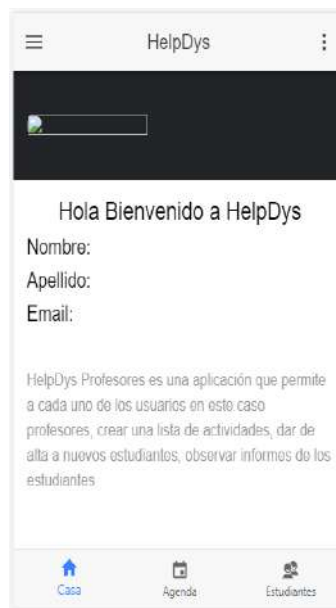 HelpDys
Hola Bienvenido a HelpDys
Nombre:
Apellido:
Email:
HelpDys Profesores es una aplicación que permite
a cada uno de los usuarios en este caso
profesores, crear una lista de actividades, dar de
alta a nuevos estudiantes, observar informes de los
estudiantes
Casa
Agenda
Estudiantes